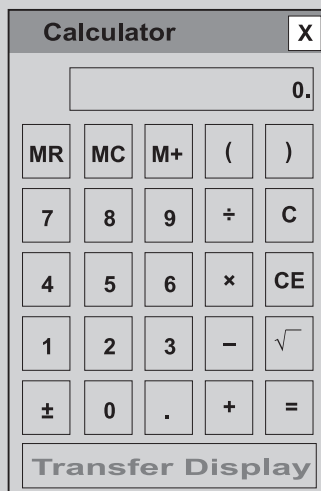 Calculator X
0.
MR MC M+ ( )
7 8 9 ÷ C
4 5 6 × CE
1 2 3 − √
± 0 . + =
Transfer Display